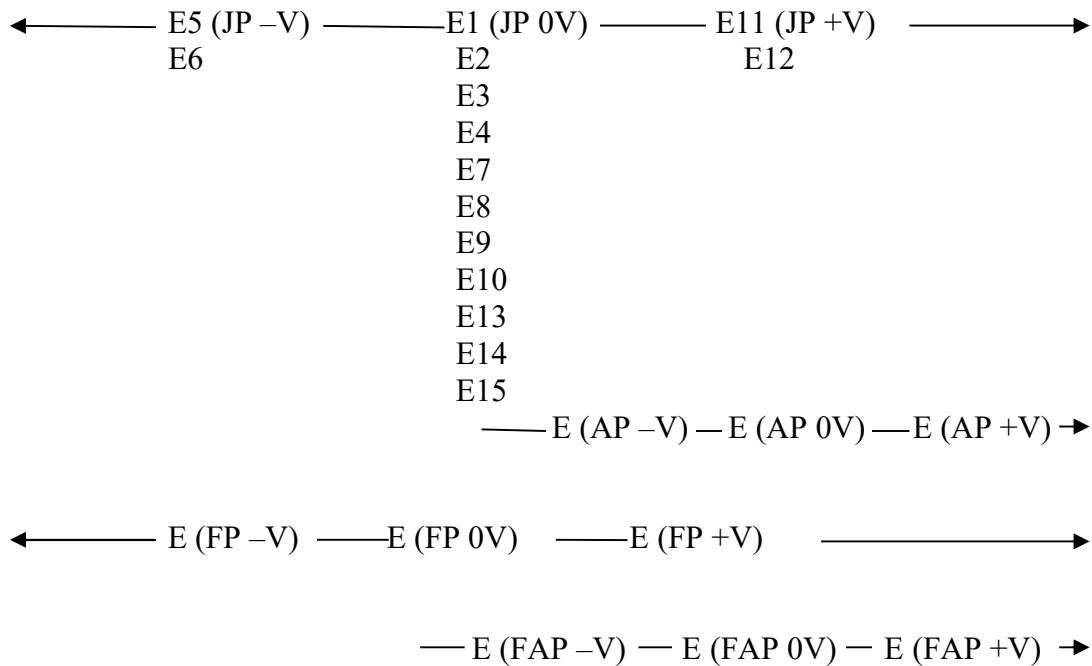 E5 (JP –V) E1 (JP 0V) E11 (JP +V)
E6 E2 E12
E3
E4
E7
E8
E9
E10
E13
E14
E15
E (AP –V) E (AP 0V) E (AP +V)
E (FP –V) E (FP 0V) E (FP +V)
E (FAP –V) E (FAP 0V) E (FAP +V)